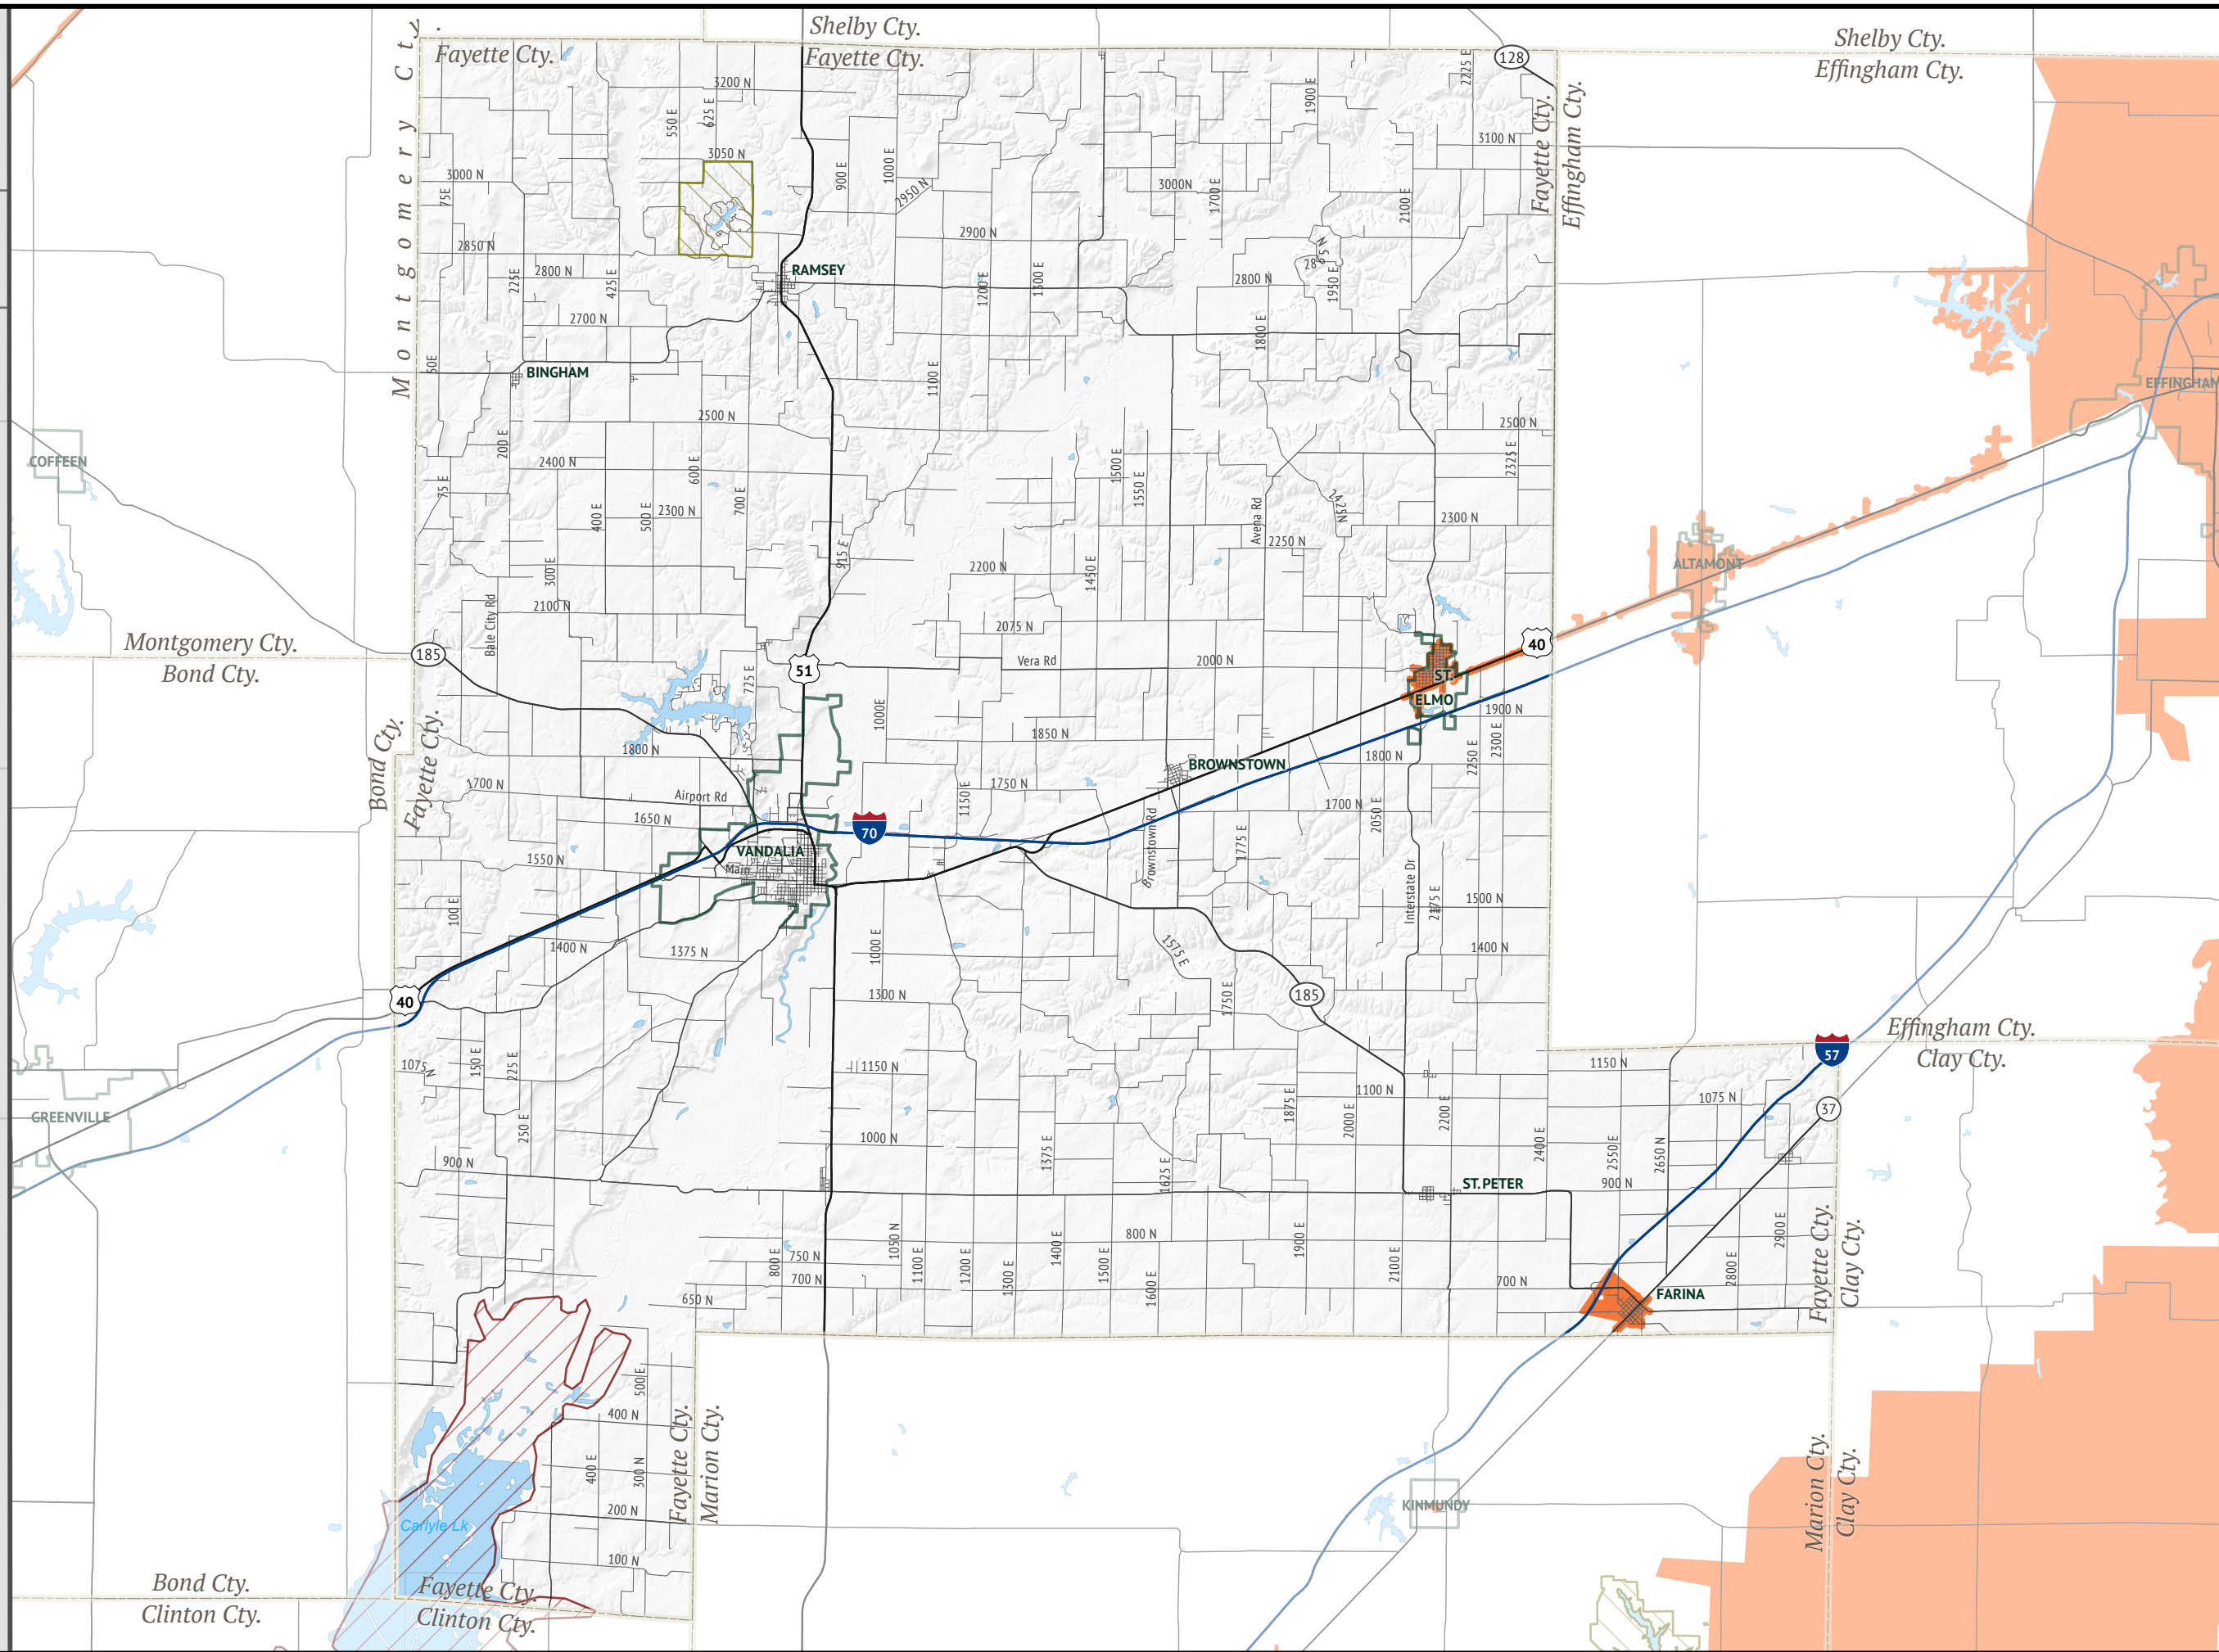 Shelby Cty.
Fayette Cty.
Fayette Cty.
Shelby Cty.
Effingham Cty.
Montgomery Cty.
128
Fayette Cty.
Effingham Cty.
3200 N
550 E
625 E
1900 E
2225 E
3100 N
3050 N
3000 N
75E
900 E
1000 E
2950 N
3000N
1700 E
2100 E
2850 N
2900 N
2800 N
225E
425 E
RAMSEY
1200E
1300 E
2800 N
2865 N
1950 E
2700 N
1800 E
50E
BINGHAM
1100 E
EFFINGHAM
2500 N
2500 N
200 E
COFFEEN
2400 N
600 E
1500 E
2325 E
75 E
700 E
1550 E
400 E
500 E
2300 N
Avena Rd
2425N
2300 N
915 E
2250 N
300 E
2200 N
1450 E
ALTAMONT
2100 N
Bale City Rd
2075 N
Montgomery Cty.
Bond Cty.
185
51
725 E
Vera Rd
2000 N
40
ST.
ELMO
1900 N
1000E
Bond Cty.
Fayette Cty.
1800 N
1850 N
2250 E
2300 E
1800 N
BROWNSTOWN
1700 N
Airport Rd
1150 E
1750 N
1650 N
70
Brownstown Rd
1775 E
1700 N
2050 E
VANDALIA
Main
1550 N
Interstate Dr
2175 E
1500 N
100 E
1400 N
1375 N
1000 E
1575 E
1400 N
40
1300 N
1750 E
185
Effingham Cty.
Clay Cty.
57
1075 N
150 E
225 E
1150 N
1150 N
1100 N
1075 N
37
GREENVILLE
250 E
1000 N
1375 E
1875 E
2000 E
2200 E
2400 E
2550 E
2650 N
900 N
1625 E
ST. PETER
900 N
800 E
750 N
700 N
1050 N
1100 E
1200 E
1300 E
1400 E
1500 E
800 N
1600 E
1900 E
2100 E
700 N
2800 E
2900 E
Fayette Cty.
Clay Cty.
650 N
FARINA
500E
400 N
400 E
300 N
Fayette Cty.
Marion Cty.
Marion Cty.
Clay Cty.
KINMUNDY
200 N
Carlyle Lk
100 N
Bond Cty.
Clinton Cty.
Fayette Cty.
Clinton Cty.